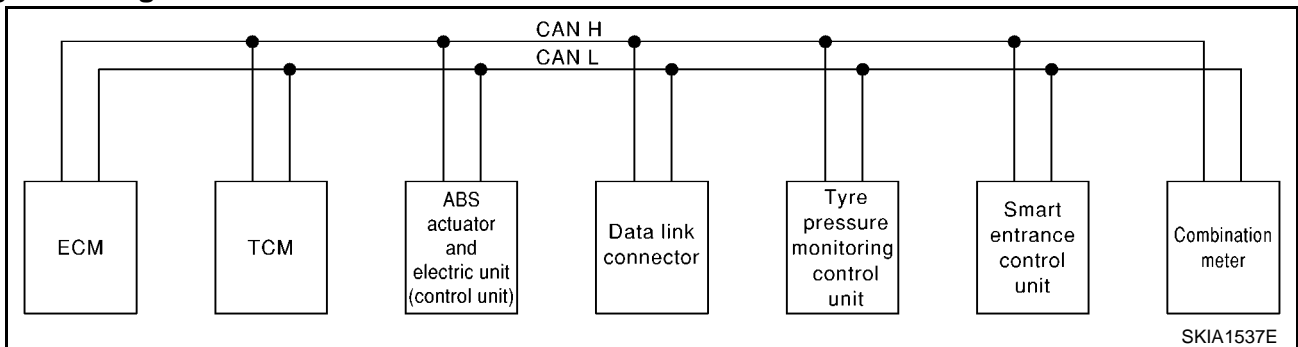 CAN H
CAN L
ECM
TCM
ABS
actuator
and
electric unit
(control unit)
Data link
connector
Tyre
pressure
monitoring
control
unit
Smart
entrance
control
unit
Combination
meter
SKIA1537E